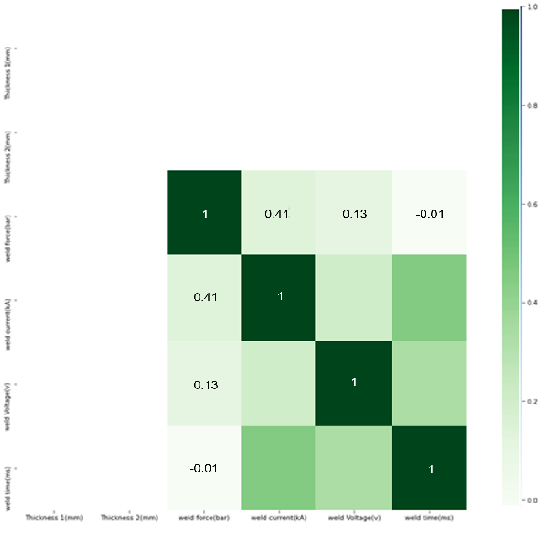 1.0
0.8
0.6
0.4
0.2
0.0
Thickness 1(mm)
Thickness 2(mm)
weld force(bar)
1 0.41 0.13 -0.01
weld current(kA)
0.41 1
weld Voltage(v)
0.13 1
weld time(ms)
-0.01 1
Thickness 1(mm) Thickness 2(mm) weld force(bar) weld current(kA) weld Voltage(v) weld time(ms)